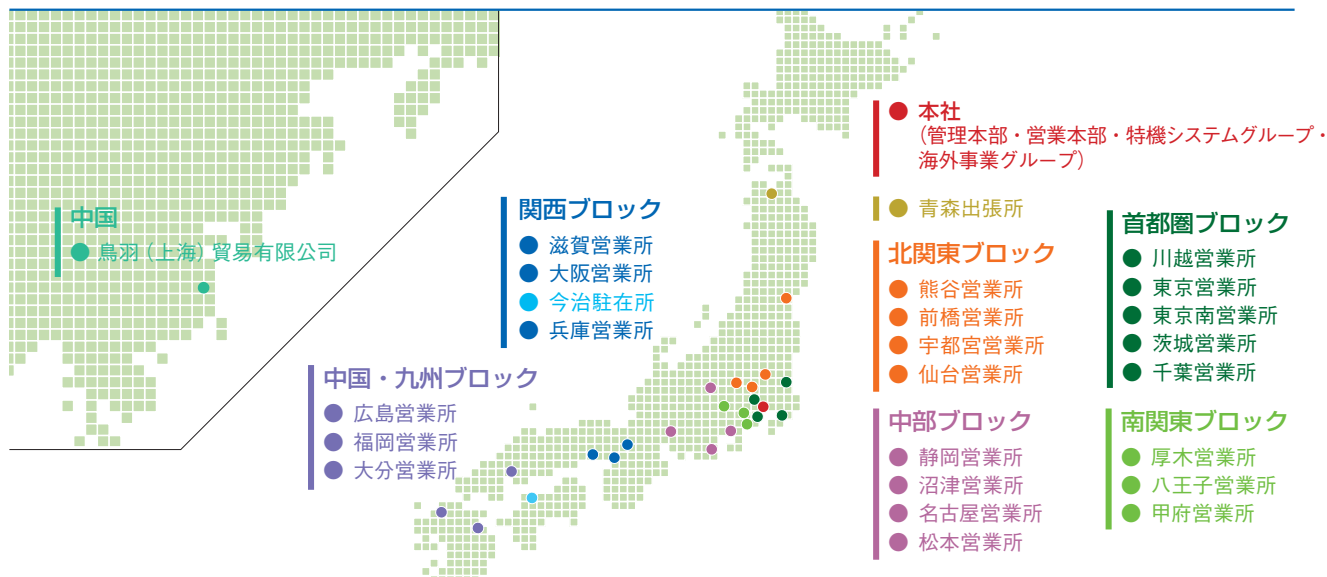 中国
鳥羽（上海）貿易有限公司
関西ブロック
滋賀営業所
大阪営業所
今治駐在所
兵庫営業所
中国・九州ブロック
広島営業所
福岡営業所
大分営業所
本社
（管理本部・営業本部・特機システムグループ・
海外事業グループ）
青森出張所
北関東ブロック
熊谷営業所
前橋営業所
宇都宮営業所
仙台営業所
中部ブロック
静岡営業所
沼津営業所
名古屋営業所
松本営業所
首都圏ブロック
川越営業所
東京営業所
東京南営業所
茨城営業所
千葉営業所
南関東ブロック
厚木営業所
八王子営業所
甲府営業所